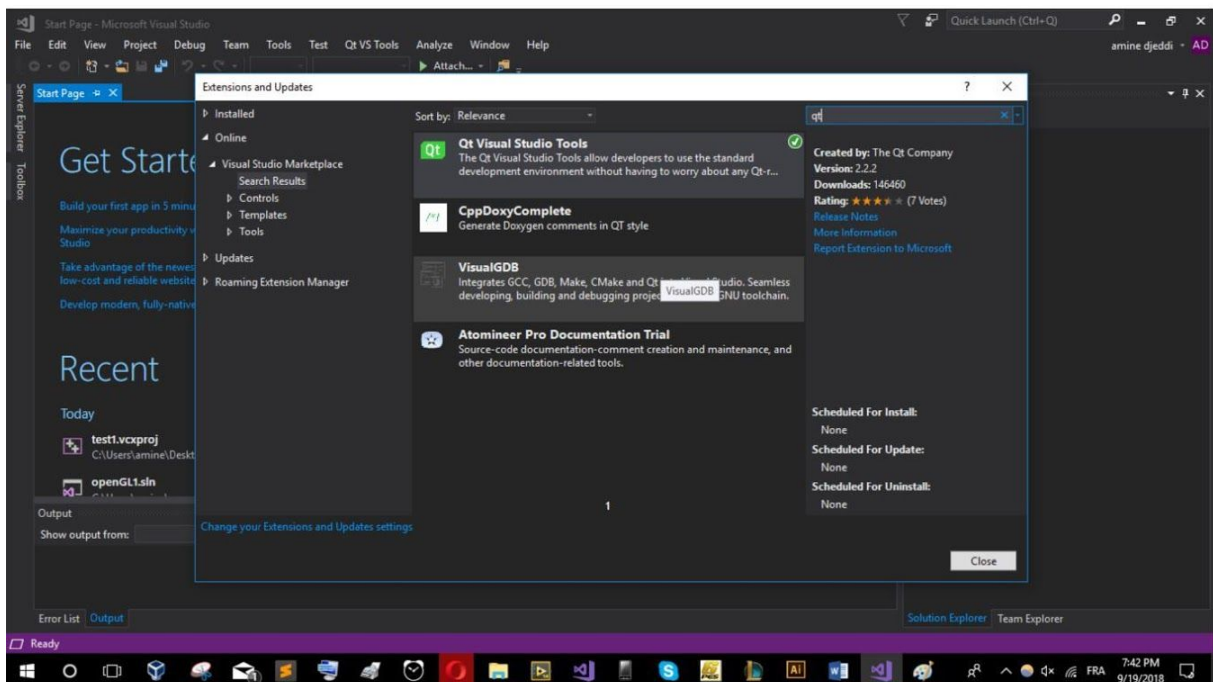 Start Page - Microsoft Visual Studio
Quick Launch (Ctrl+Q)
File Edit View Project Debug Team Tools Test Qt VS Tools Analyze Window Help
amine djeddi AD
Attach...
Server Explorer
Toolbox
Start Page
Get Starte
Build your first app in 5 minu
Maximize your productivity w
Studio
Take advantage of the newes
low-cost and reliable website
Develop modern, fully-native
Recent
Today
test1.vcxproj
C:\Users\amine\Deskt
openGL1.sln
Extensions and Updates
? 
Installed
Online
Visual Studio Marketplace
Search Results
Controls
Templates
Tools
Updates
Roaming Extension Manager
Change your Extensions and Updates settings
Sort by: Relevance
Qt
Qt Visual Studio Tools
The Qt Visual Studio Tools allow developers to use the standard
development environment without having to worry about any Qt-r...
CppDoxyComplete
Generate Doxygen comments in QT style
VisualGDB
Integrates GCC, GDB, Make, CMake and Qt Studio. Seamless
developing, building and debugging GNU toolchain.
VisualGDB
Atomineer Pro Documentation Trial
Source-code documentation-comment creation and maintenance, and
other documentation-related tools.
1
qt
Created by: The Qt Company
Version: 2.2.2
Downloads: 146460
Rating: (7 Votes)
Release Notes
More Information
Report Extension to Microsoft
Scheduled For Install:
None
Scheduled For Update:
None
Scheduled For Uninstall:
None
Close
Output
Show output from:
Error List Output
Solution Explorer Team Explorer
Ready
Ai
FRA
7:42 PM
9/19/2018